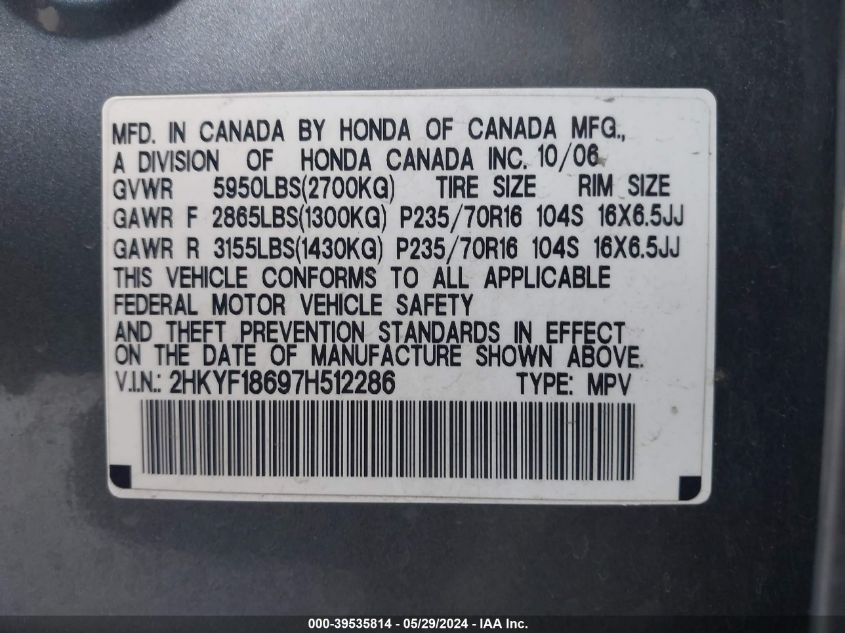 MFD. IN CANADA BY HONDA OF CANADA MFG.,
A DIVISION OF HONDA CANADA INC. 10/06
GVWR 5950LBS(2700KG) TIRE SIZE RIM SIZE
GAWR F 2865LBS(1300KG) P235/70R16 104S 16X6.5JJ
GAWR R 3155LBS(1430KG) P235/70R16 104S 16X6.5JJ
THIS VEHICLE CONFORMS TO ALL APPLICABLE
FEDERAL MOTOR VEHICLE SAFETY
AND THEFT PREVENTION STANDARDS IN EFFECT
ON THE DATE OF MANUFACTURE SHOWN ABOVE.
V.I.N.: 2HKYF18697H512286 TYPE: MPV
000-39535814 - 05/29/2024 - IAA Inc.